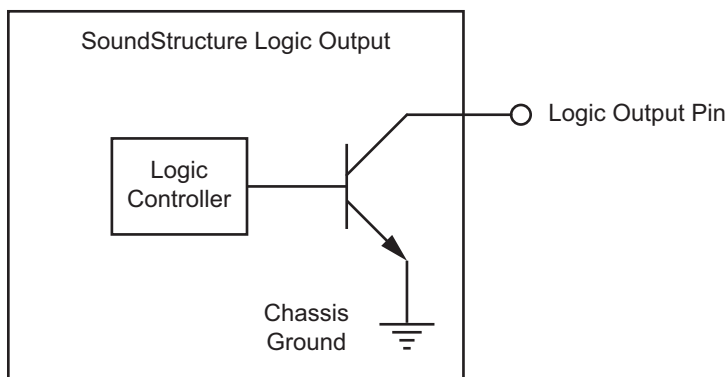 SoundStructure Logic Output
Logic Output Pin
Logic
Controller
Chassis
Ground